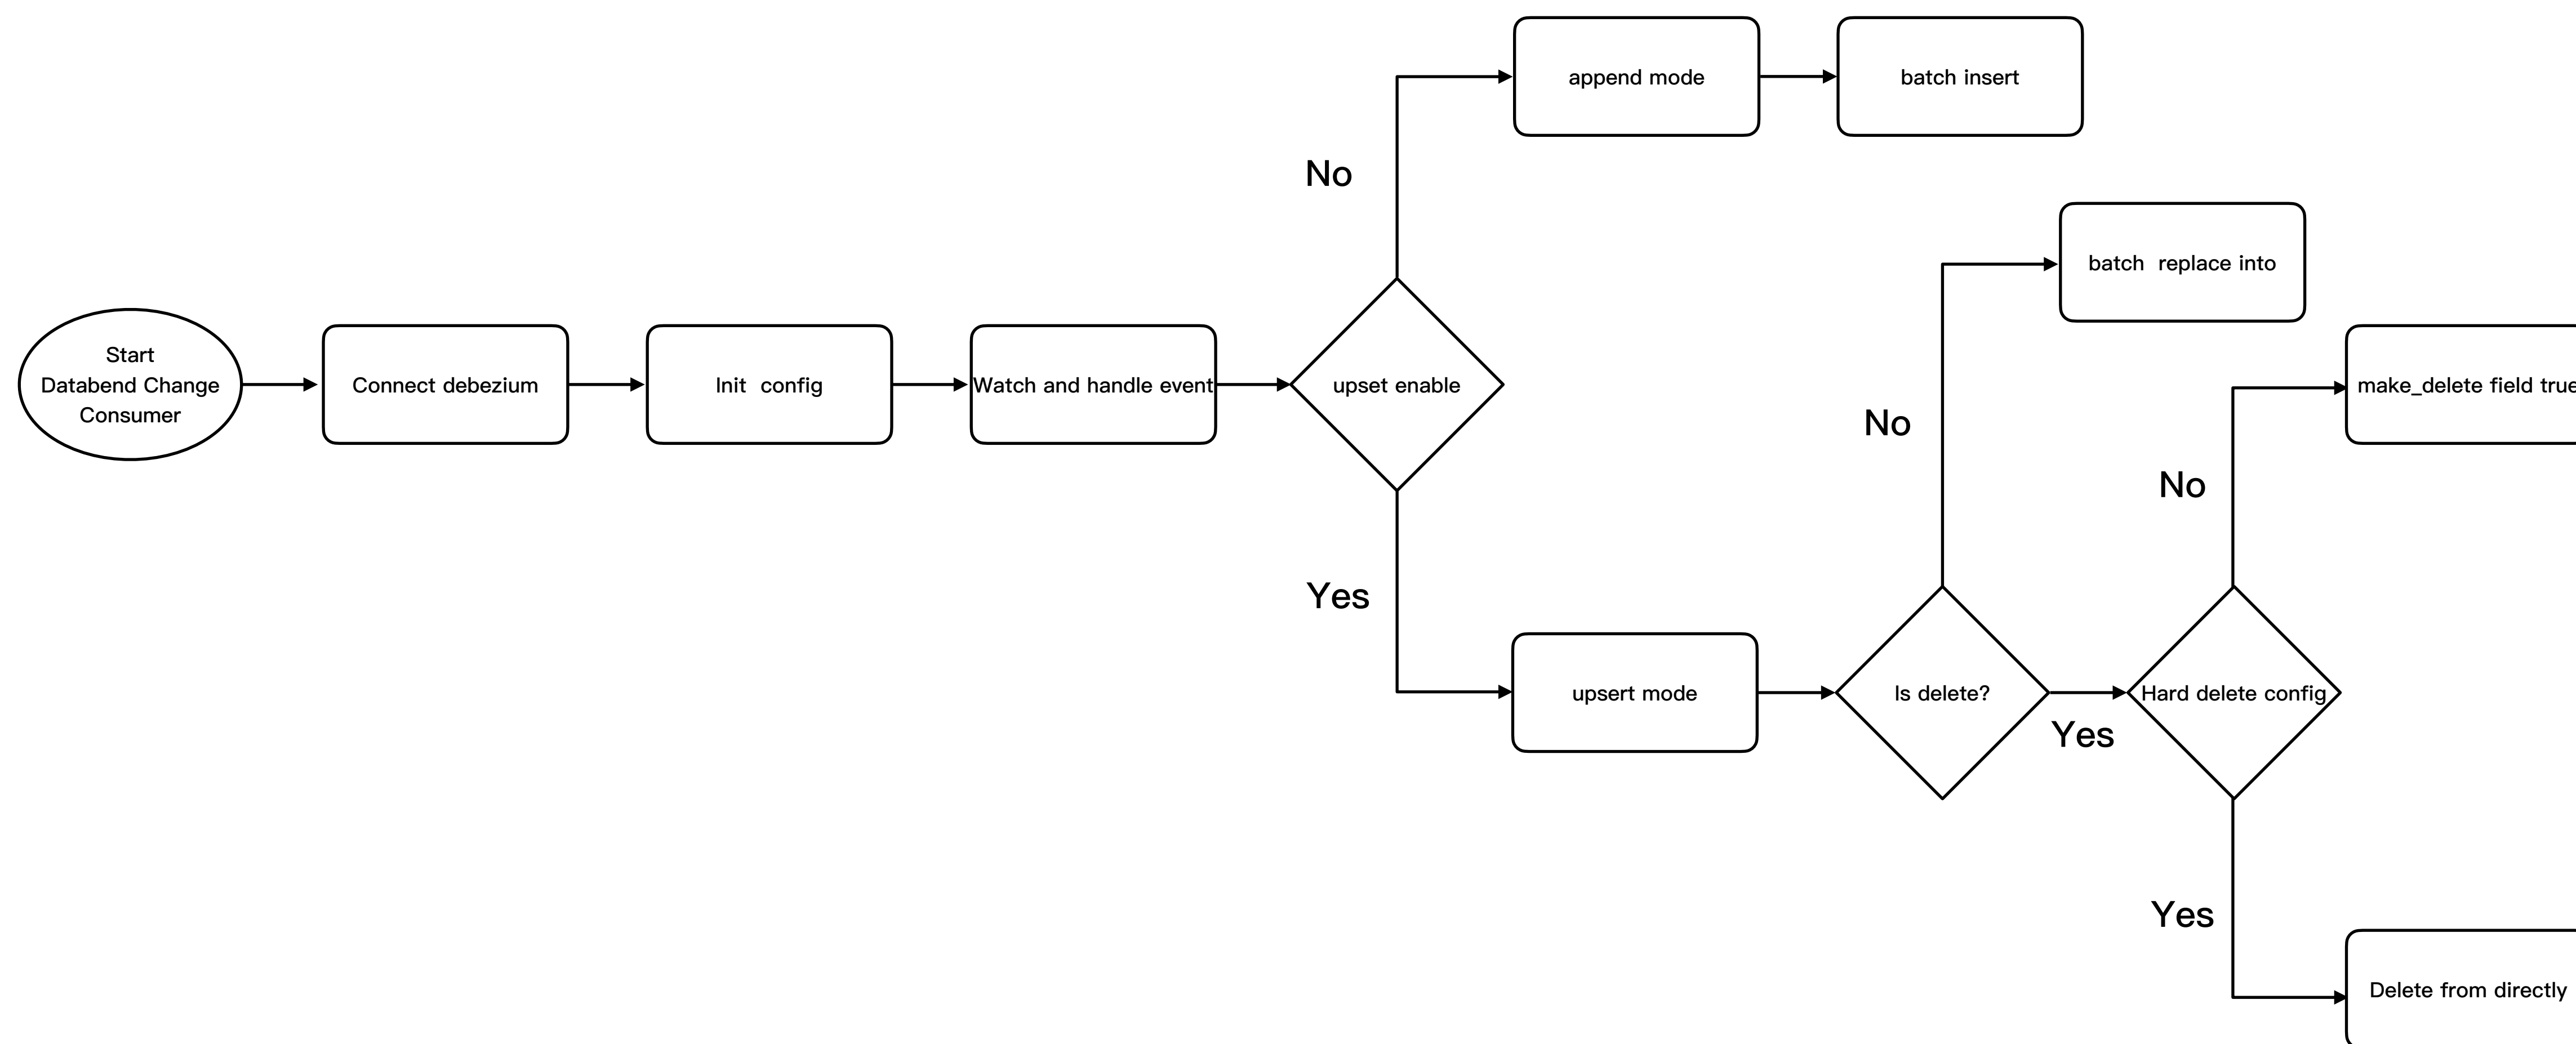 append mode
batch insert
No
batch  replace into
Start
Databend Change
Consumer
Connect debezium
Init  config
Watch and handle event
upset enable
make_delete field true
No
No
Yes
upsert mode
Is delete?
Hard delete config
Yes
Yes
Delete from directly